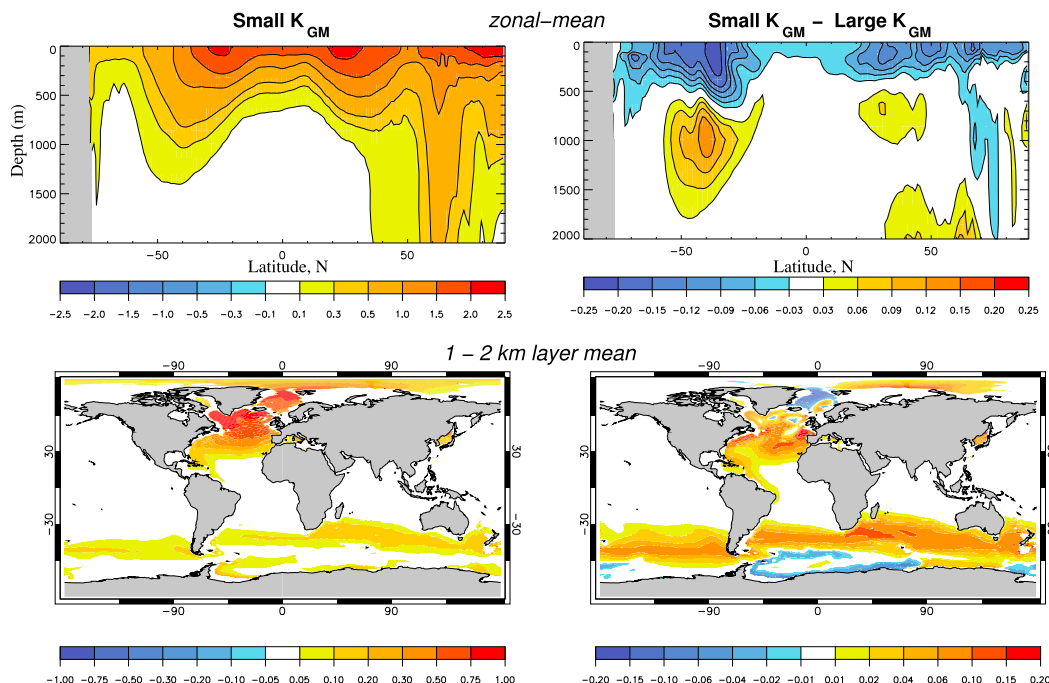 Small K GM
zonal−mean
Small K GM − Large K GM
0
500
1000
1500
2000
Depth (m)
−50 0 50
Latitude, N
−2.5 −2.0 −1.5 −1.0 −0.5 −0.3 −0.1 0.1 0.3 0.5 1.0 1.5 2.0 2.5
0
500
1000
1500
2000
−50 0 50
Latitude, N
−0.25 −0.20 −0.15 −0.12 −0.09 −0.06 −0.03 0.03 0.06 0.09 0.12 0.15 0.20 0.25
1 − 2 km layer mean
−90 0 90
30 30
−30 −30
−90 0 90
−1.00 −0.75 −0.50 −0.30 −0.20 −0.10 −0.05 0.05 0.10 0.20 0.30 0.50 0.75 1.00
−90 0 90
30 30
−30 −30
−90 0 90
−0.20 −0.15 −0.10 −0.06 −0.04 −0.02 −0.01 0.01 0.02 0.04 0.06 0.10 0.15 0.20